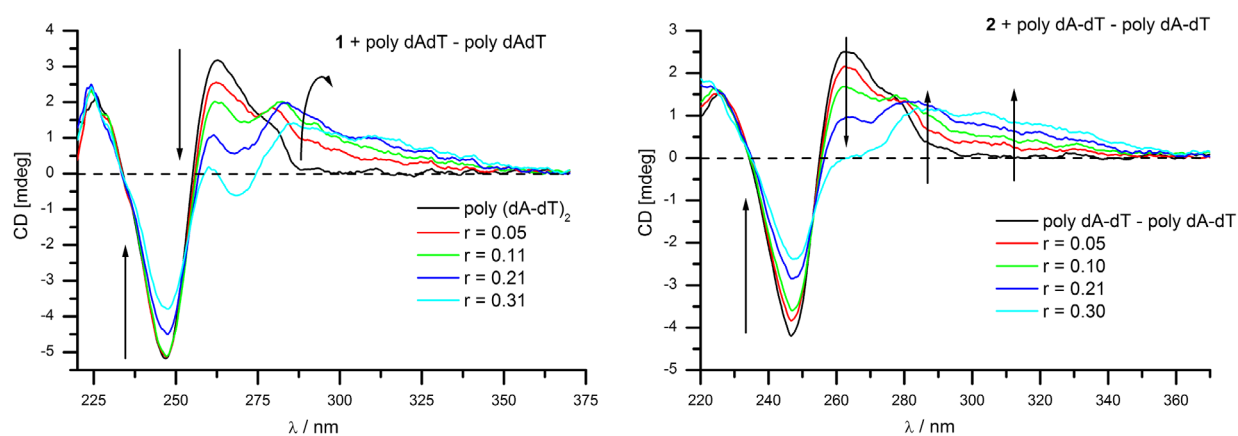 4
3
2
1
0
-1
-2
-3
-4
-5
CD [mdeg]
1 + poly dAdT - poly dAdT
poly (dA-dT)2
r = 0.05
r = 0.11
r = 0.21
r = 0.31
225 250 275 300 325 350 375
λ / nm
3
2
1
0
-1
-2
-3
-4
-5
CD [mdeg]
2 + poly dA-dT - poly dA-dT
poly dA-dT - poly dA-dT
r = 0.05
r = 0.10
r = 0.21
r = 0.30
220 240 260 280 300 320 340 360
λ / nm